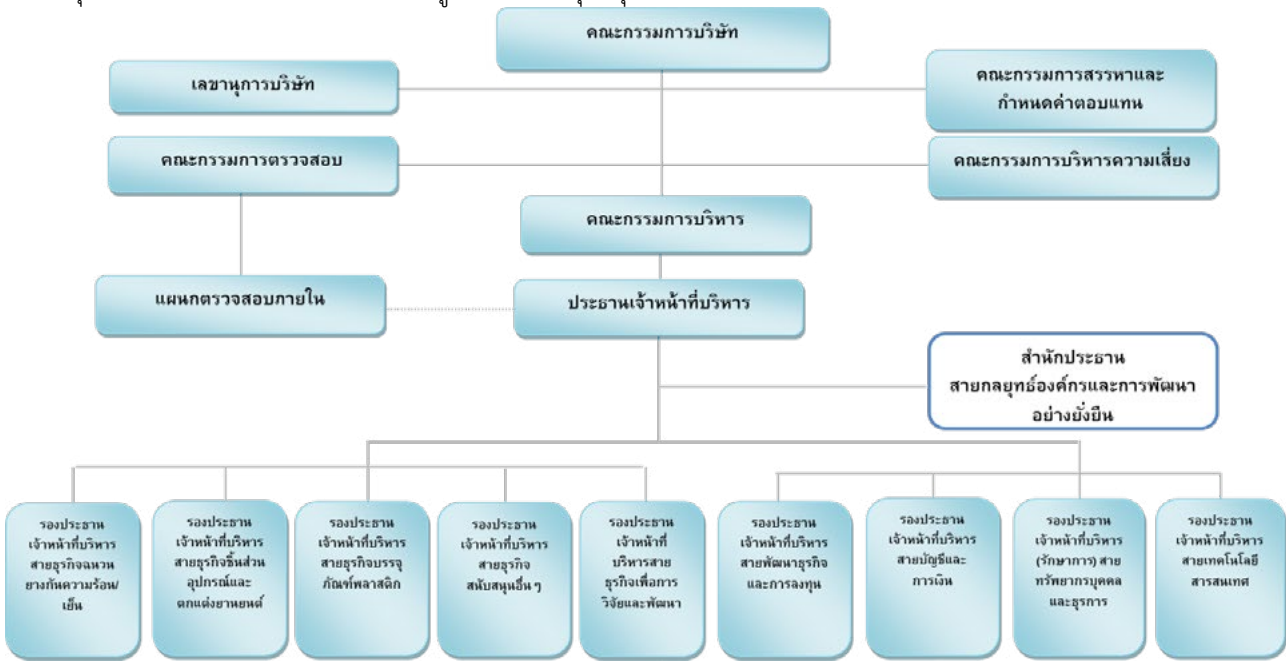 คณะกรรมการบริษัท
เลขานุการบริษัท
คณะกรรมการสรรหาและ
กำหนดค่าตอบแทน
คณะกรรมการตรวจสอบ
คณะกรรมการบริหารความเสี่ยง
คณะกรรมการบริหาร
แผนกตรวจสอบภายใน
ประธานเจ้าหน้าที่บริหาร
สำนักประธาน
สายกลยุทธ์องค์กรและการพัฒนา
อย่างยั่งยืน
รองประธาน
เจ้าหน้าที่บริหาร
สายธุรกิจฉนวน
ยางกันความร้อน/
เย็น
รองประธาน
เจ้าหน้าที่บริหาร
สายธุรกิจชิ้นส่วน
อุปกรณ์และ
ตกแต่งยานยนต์
รองประธาน
เจ้าหน้าที่บริหาร
สายธุรกิจบรรจุ
ภัณฑ์พลาสติก
รองประธาน
เจ้าหน้าที่บริหาร
สายธุรกิจ
สนับสนุนอื่น ๆ
รองประธาน
เจ้าหน้าที่
บริหารสาย
ธุรกิจเพื่อการ
วิจัยและพัฒนา
รองประธาน
เจ้าหน้าที่บริหาร
สายพัฒนาธุรกิจ
และการลงทุน
รองประธาน
เจ้าหน้าที่บริหาร
สายบัญชีและ
การเงิน
รองประธาน
เจ้าหน้าที่บริหาร
(รักษาการ) สาย
ทรัพยากรบุคคล
และธุรการ
รองประธาน
เจ้าหน้าที่บริหาร
สายเทคโนโลยี
สารสนเทศ